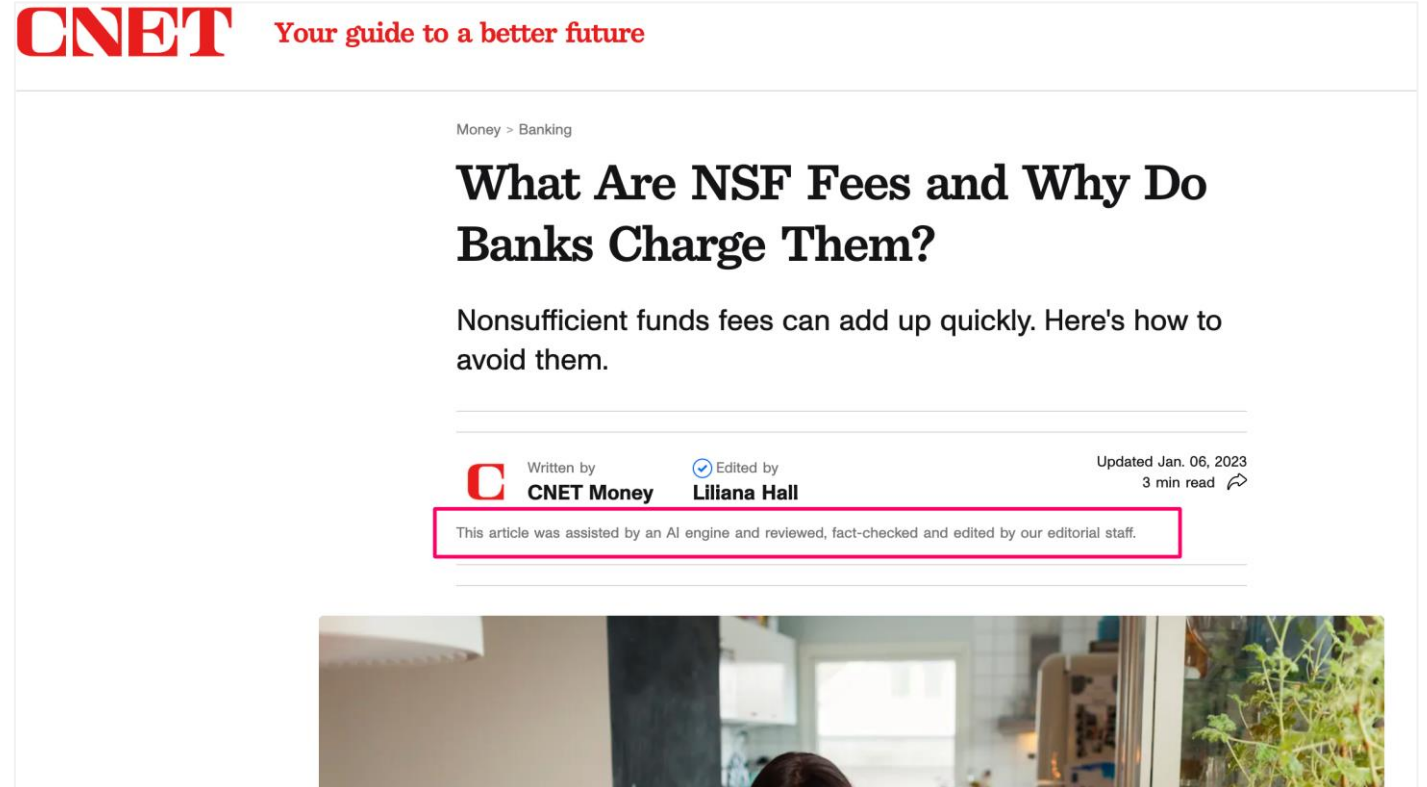 CNET
Your guide to a better future
Money > Banking
What Are NSF Fees and Why Do
Banks Charge Them?
Nonsufficient funds fees can add up quickly. Here's how to
avoid them.
Written by
CNET Money
Edited by
Liliana Hall
Updated Jan. 06, 2023
3 min read
This article was assisted by an AI engine and reviewed, fact-checked and edited by our editorial staff.